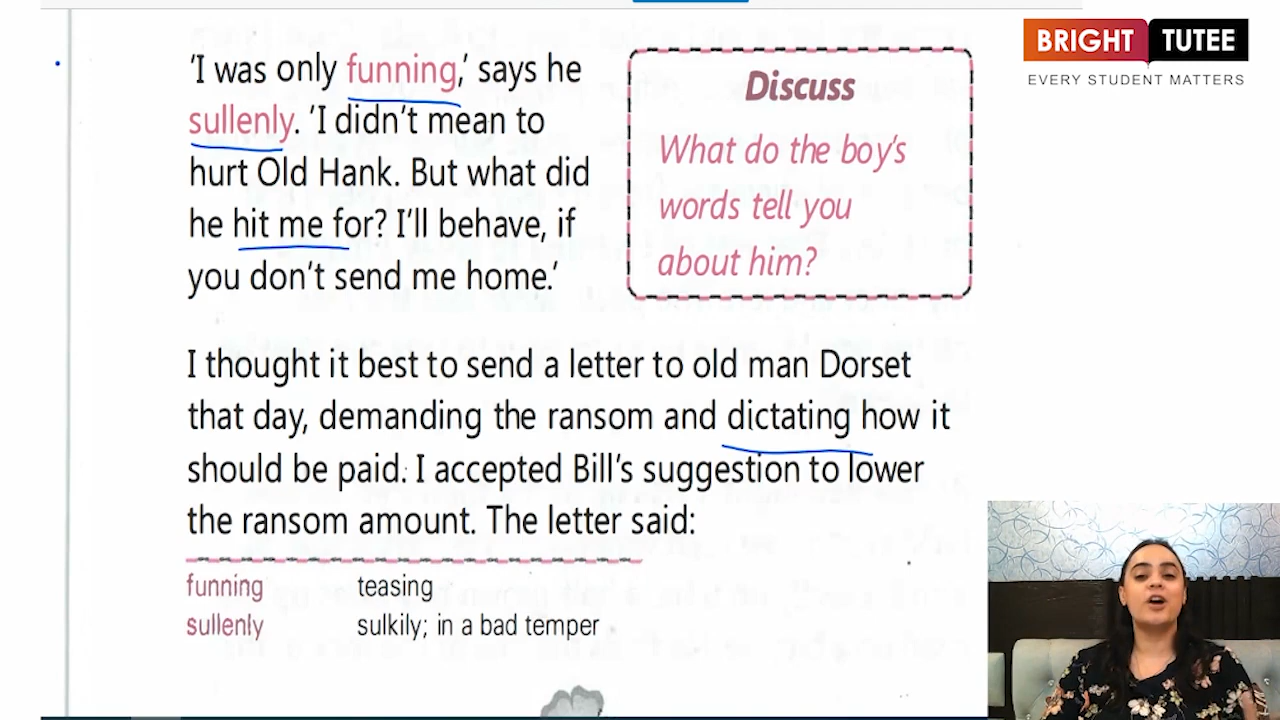 'I was only funning,' says he
sullenly. 'I didn't mean to
hurt Old Hank. But what did
he hit me for? I'll behave, if
you don't send me home.'
Discuss
What do the boy's
words tell you
about him?
BRIGHT TUTEE
EVERY STUDENT MATTERS
I thought it best to send a letter to old man Dorset
that day, demanding the ransom and dictating how it
should be paid. I accepted Bill's suggestion to lower
the ransom amount. The letter said:
funning teasing
sullenly sulkily; in a bad temper